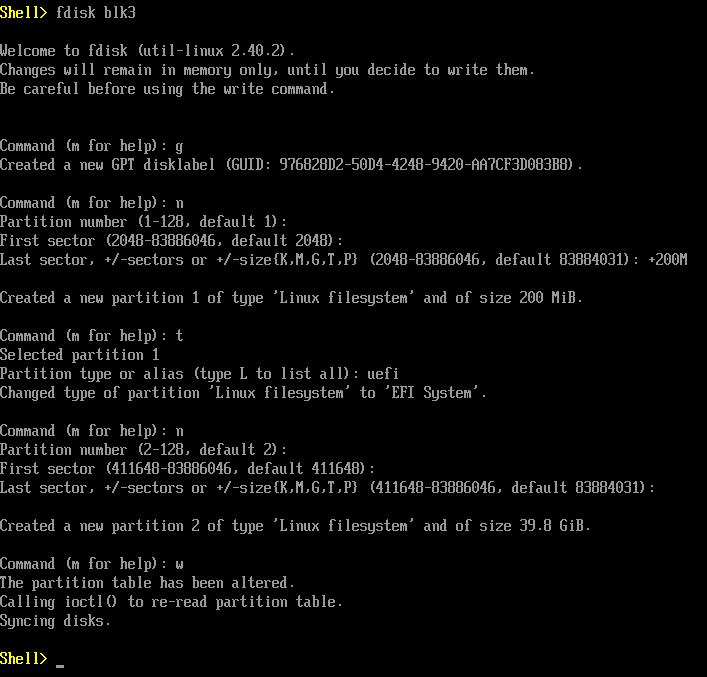 Shell> fdisk blk3
Welcome to fdisk (util-linux 2.40.2).
Changes will remain in memory only, until you decide to write them.
Be careful before using the write command.
Command (m for help): g
Created a new GPT disklabel (GUID: 976828D2-50D4-4248-9420-AA7CF3D083B8).
Command (m for help): n
Partition number (1-128, default 1):
First sector (2048-83886046, default 2048):
Last sector, +/-sectors or +/-size{K,M,G,T,P} (2048-83886046, default 83884031): +200M
Created a new partition 1 of type 'Linux filesystem' and of size 200 MiB.
Command (m for help): t
Selected partition 1
Partition type or alias (type L to list all): uefi
Changed type of partition 'Linux filesystem' to 'EFI System'.
Command (m for help): n
Partition number (2-128, default 2):
First sector (411648-83886046, default 411648):
Last sector, +/-sectors or +/-size{K,M,G,T,P} (411648-83886046, default 83884031):
Created a new partition 2 of type 'Linux filesystem' and of size 39.8 GiB.
Command (m for help): w
The partition table has been altered.
Calling ioctl() to re-read partition table.
Syncing disks.
Shell> _